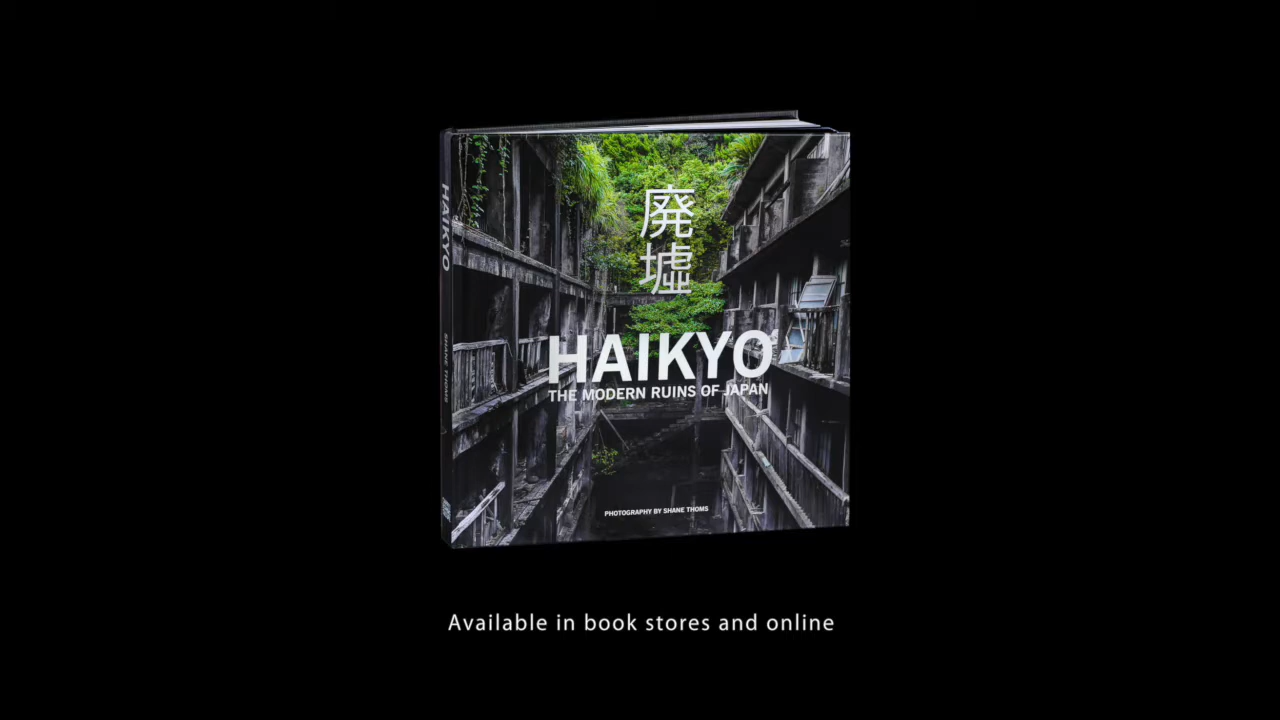 HAIKYO
SHANE THOMS
廃
墟
HAIKYO
THE MODERN RUINS OF JAPAN
PHOTOGRAPHY BY SHANE THOMS
Available in book stores and online